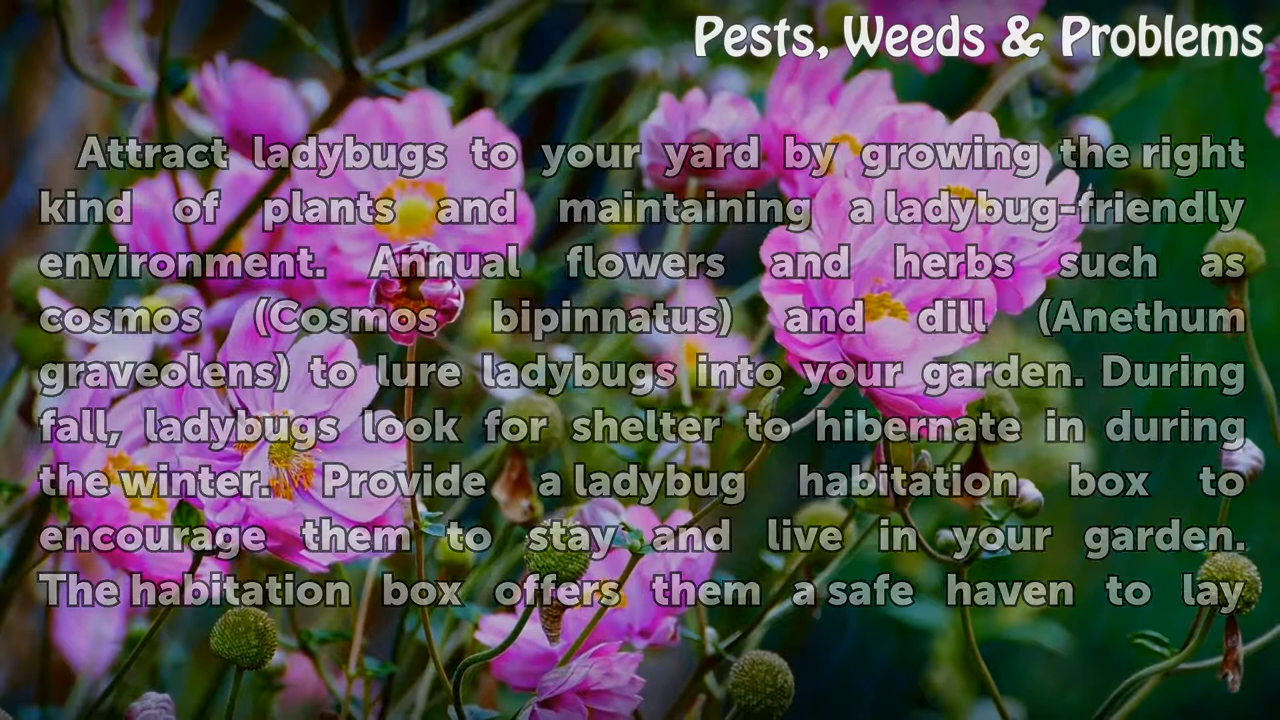 Pests, Weeds & Problems
Attract ladybugs to your yard by growing the right
kind of plants and maintaining a ladybug-friendly
environment. Annual flowers and herbs such as
cosmos (Cosmos bipinnatus) and dill (Anethum
graveolens) to lure ladybugs into your garden. During
fall, ladybugs look for shelter to hibernate in during
the winter. Provide a ladybug habitation box to
encourage them to stay and live in your garden.
The habitation box offers them a safe haven to lay